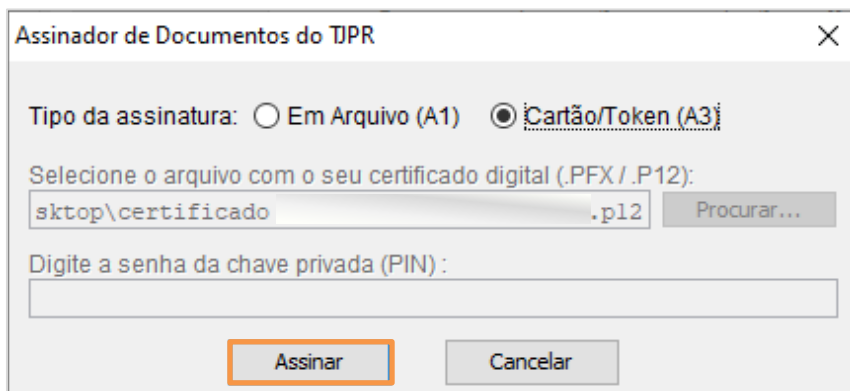 Assinador de Documentos do TJPR
Tipo da assinatura: Em Arquivo (A1) Cartão/Token (A3)
Selecione o arquivo com o seu certificado digital (.PFX / .P12):
sktop\certificado .p12 Procurar...
Digite a senha da chave privada (PIN) :
Assinar Cancelar